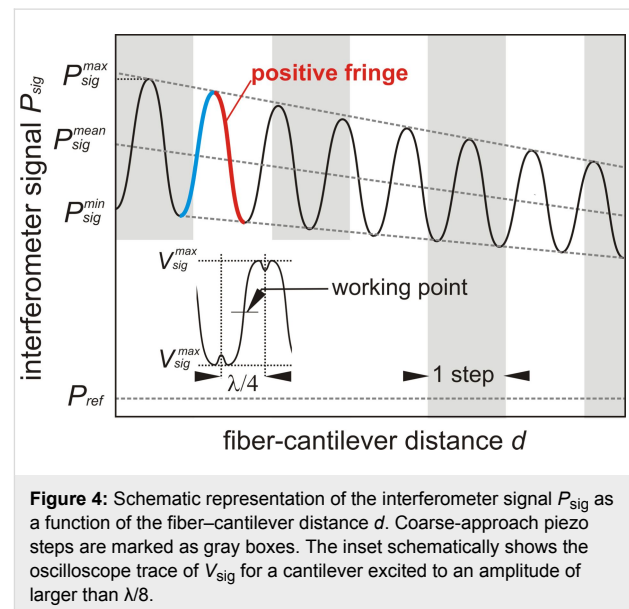 P_sig^max
positive fringe
P_sig^mean
P_sig^min
interferometer signal P_sig
V_sig^max
working point
V_sig^max
λ/4
1 step
P_ref
fiber-cantilever distance d
Figure 4: Schematic representation of the interferometer signal P_sig as
a function of the fiber–cantilever distance d. Coarse-approach piezo
steps are marked as gray boxes. The inset schematically shows the
oscilloscope trace of V_sig for a cantilever excited to an amplitude of
larger than λ/8.